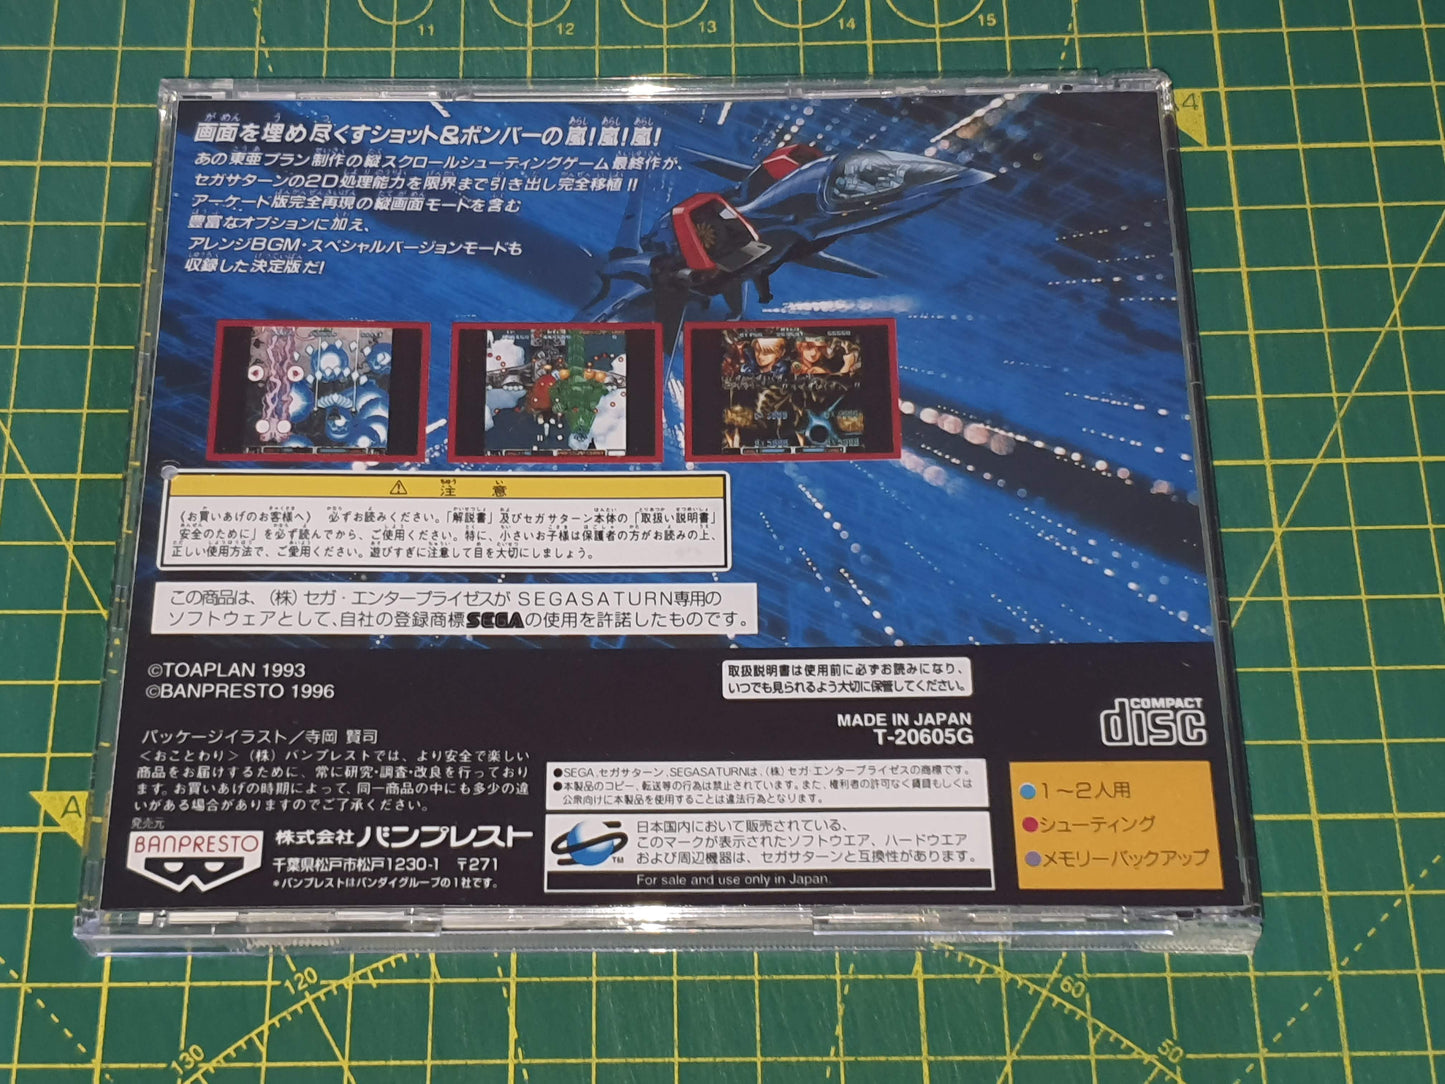 11
12
13
15
4
画面を埋め尽くすショット&ボンバーの嵐!嵐!嵐!
あの東亜プラン制作の縦スクロールシューティングゲーム最終作が、
セガサターンの2D処理能力を限界まで引き出し完全移植!!
アーケード版完全再現の縦画面モードを含む
豊富なオプションに加え、
アレンジBGM・スペシャルバージョンモードも
収録した決定版だ!
⚠ 注意
〈お買いあげのお客様へ〉 必ずお読みください。「解説書」及びセガサターン本体の「取扱い説明書」
「安全のために」を必ず読んでから、ご使用ください。特に、小さいお子様は保護者の方がお読みの上、
正しい使用方法で、ご愛用ください。遊びすぎに注意して目を大切にしましょう。
この商品は、(株)セガ・エンタープライゼスがSEGASATURN専用の
ソフトウェアとして、自社の登録商標SEGAの使用を許諾したものです。
©TOAPLAN 1993
©BANPRESTO 1996
取扱説明書は使用前に必ずお読みになり、
いつでも見られるよう大切に保管してください。
MADE IN JAPAN
T-20605G
COMPACT
disc
パッケージイラスト/寺岡 賢司
<おことわり>(株)バンプレストでは、より安全で楽しい
商品をお届けするために、常に研究・調査・改良を行っており
ます。お買いあげの時期によって、同一商品の中にも多少の違
いがある場合がありますのでご了承ください。
発売元
BANPRESTO
株式会社 バンプレスト
千葉県松戸市松戸1230-1 〒271
*バンプレストはバンダイグループの1社です。
●SEGA、セガサターン、SEGASATURNは、(株)セガ・エンタープライゼスの商標です。
●本製品のコピー、転送等の行為は禁止されています。また、権利者の許可なく賃貸もしくは
公衆向けに本製品を使用することは違法行為となります。
TM
日本国内において販売されている、
このマークが表示されたソフトウエア、ハードウエア
および周辺機器は、セガサターンと互換性があります。
For sale and use only in Japan.
●1〜2人用
●シューティング
●メモリーバックアップ
A
120
130
60
50